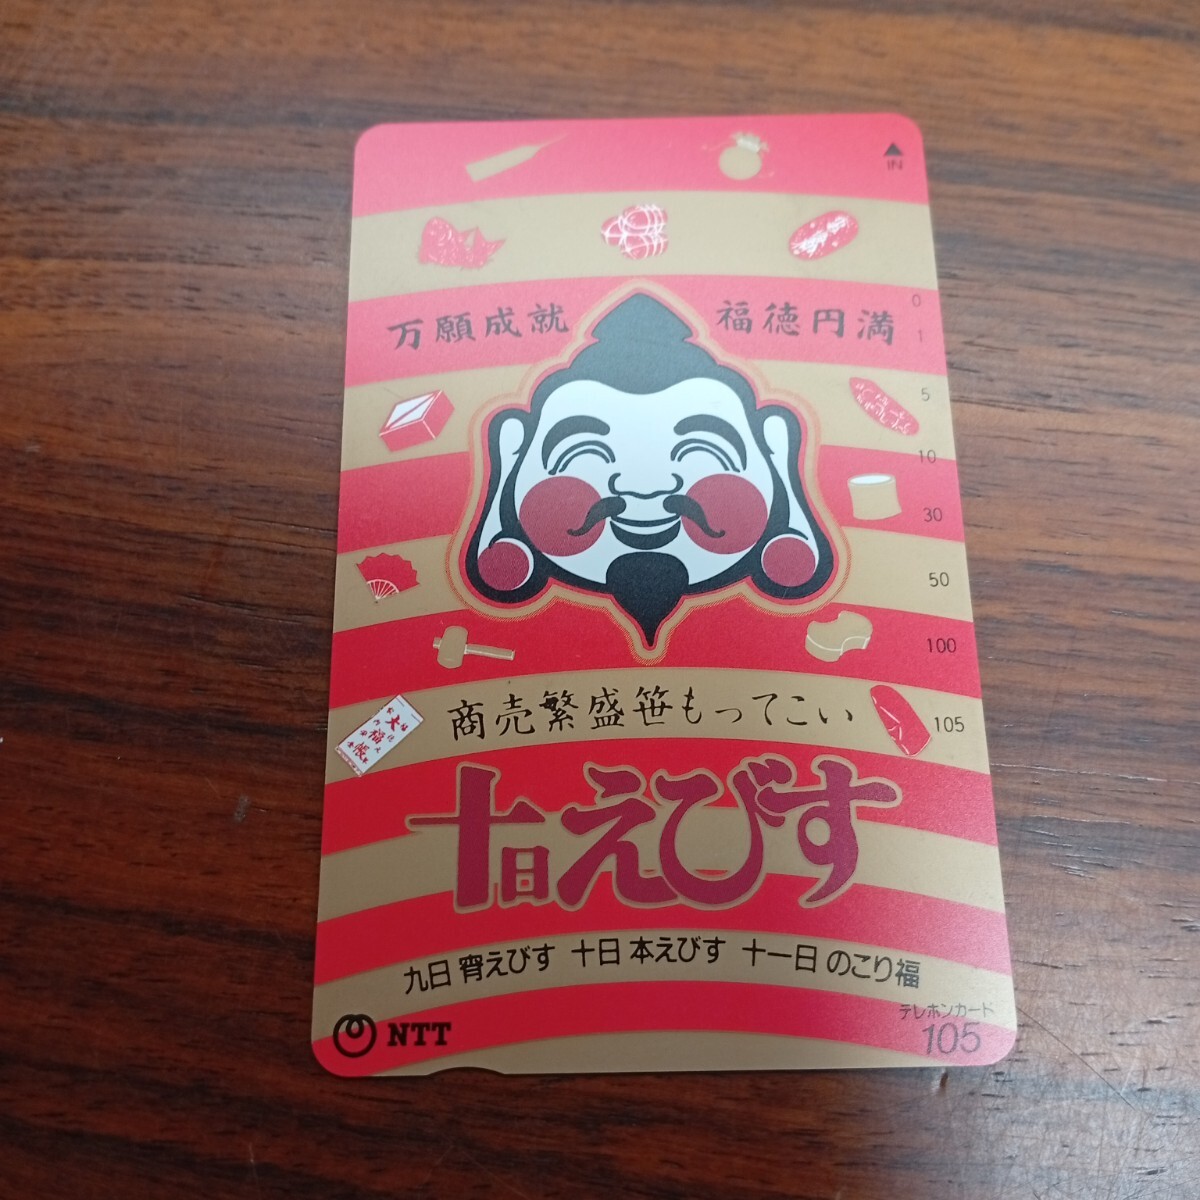 IN
万願成就 福徳円満
0
1
5
10
30
50
100
105
大福帳
商売繁盛笹もってこい
十日えびす
九日 宵えびす 十日 本えびす 十一日 のこり福
NTT
テレホンカード
105